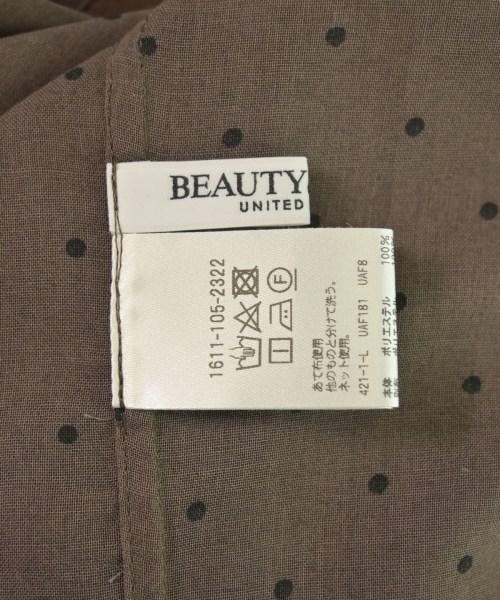 BEAUTY
UNITED
1611-105-2322
あて布使用
他のものと分けて洗う。
ネット使用。
421-1-L UAF181 UAF8
本体 ポリエステル 100%